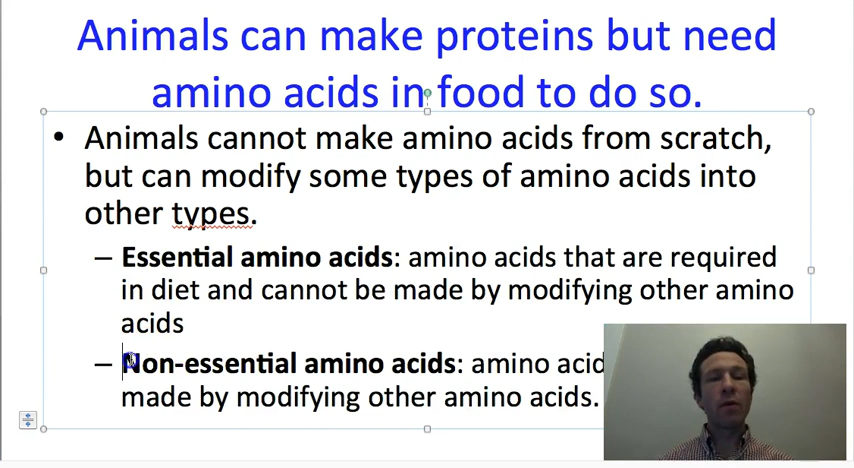 Animals can make proteins but need
amino acids in food to do so.
• Animals cannot make amino acids from scratch,
but can modify some types of amino acids into
other types.
– Essential amino acids: amino acids that are required
in diet and cannot be made by modifying other amino
acids
– Non-essential amino acids: amino acid
made by modifying other amino acids.